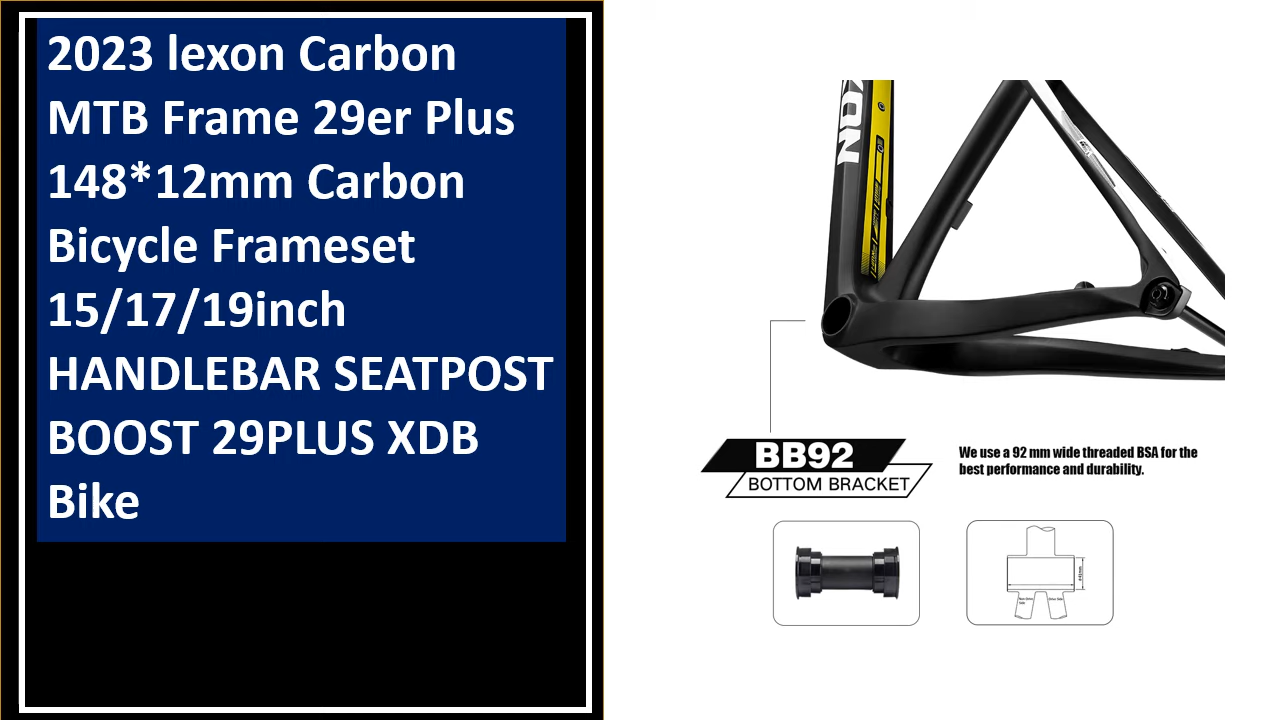 2023 lexon Carbon
MTB Frame 29er Plus
148*12mm Carbon
Bicycle Frameset
15/17/19inch
HANDLEBAR SEATPOST
BOOST 29PLUS XDB
Bike
BB92
BOTTOM BRACKET
We use a 92 mm wide threaded BSA for the
best performance and durability.